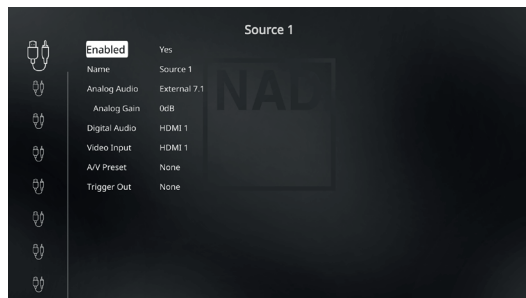 Source 1
Enabled Yes
Name Source 1
Analog Audio External 7.1
Analog Gain 0dB
Digital Audio HDMI 1
Video Input HDMI 1
A/V Preset None
Trigger Out None
NAD